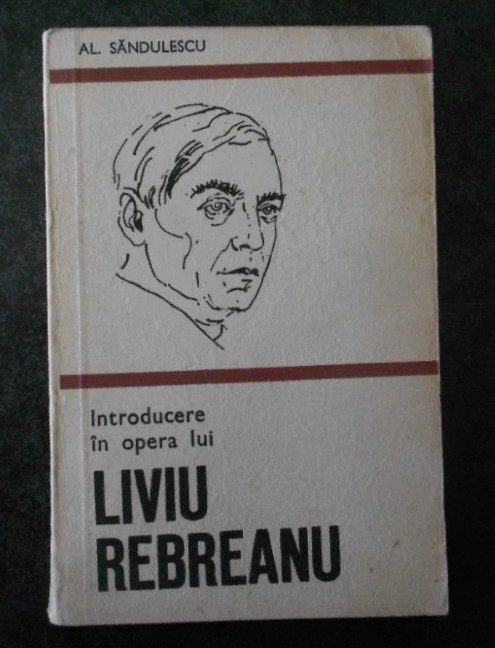 AL. SĂNDULESCU
Introducere
în opera lui
LIVIU
REBREANU